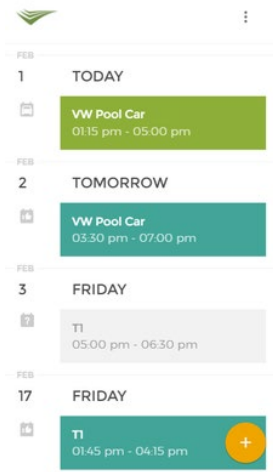 FEB
1 TODAY
VW Pool Car
01:15 pm - 05:00 pm
FEB
2 TOMORROW
VW Pool Car
03:30 pm - 07:00 pm
FEB
3 FRIDAY
?
T1
05:00 pm - 06:30 pm
FEB
17 FRIDAY
T1
01:45 pm - 04:15 pm
+